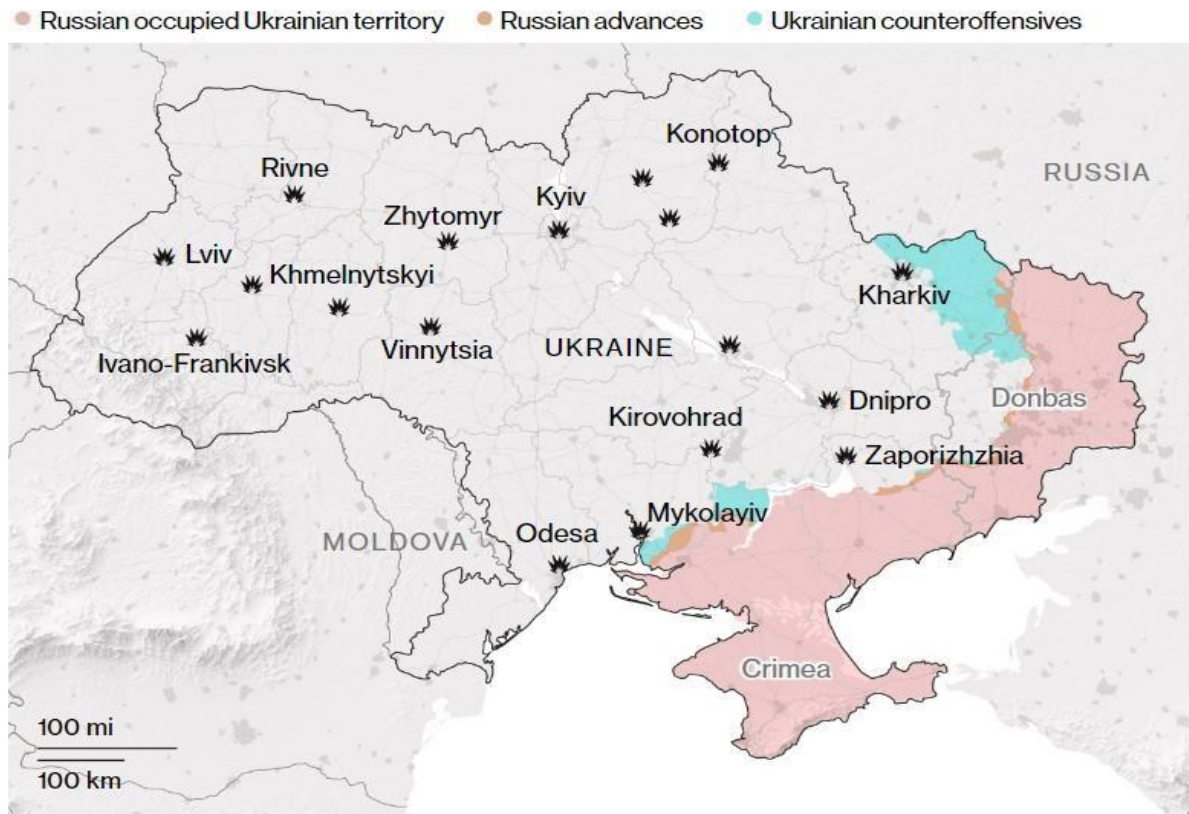 Russian occupied Ukrainian territory
Russian advances
Ukrainian counteroffensives
Konotop
RUSSIA
Rivne
Kyiv
Zhytomyr
Lviv
Khmelnytskyi
Kharkiv
Ivano-Frankivsk
Vinnytsia
UKRAINE
Donbas
Dnipro
Kirovohrad
Zaporizhzhia
Mykolayiv
Odesa
MOLDOVA
Crimea
100 mi
100 km